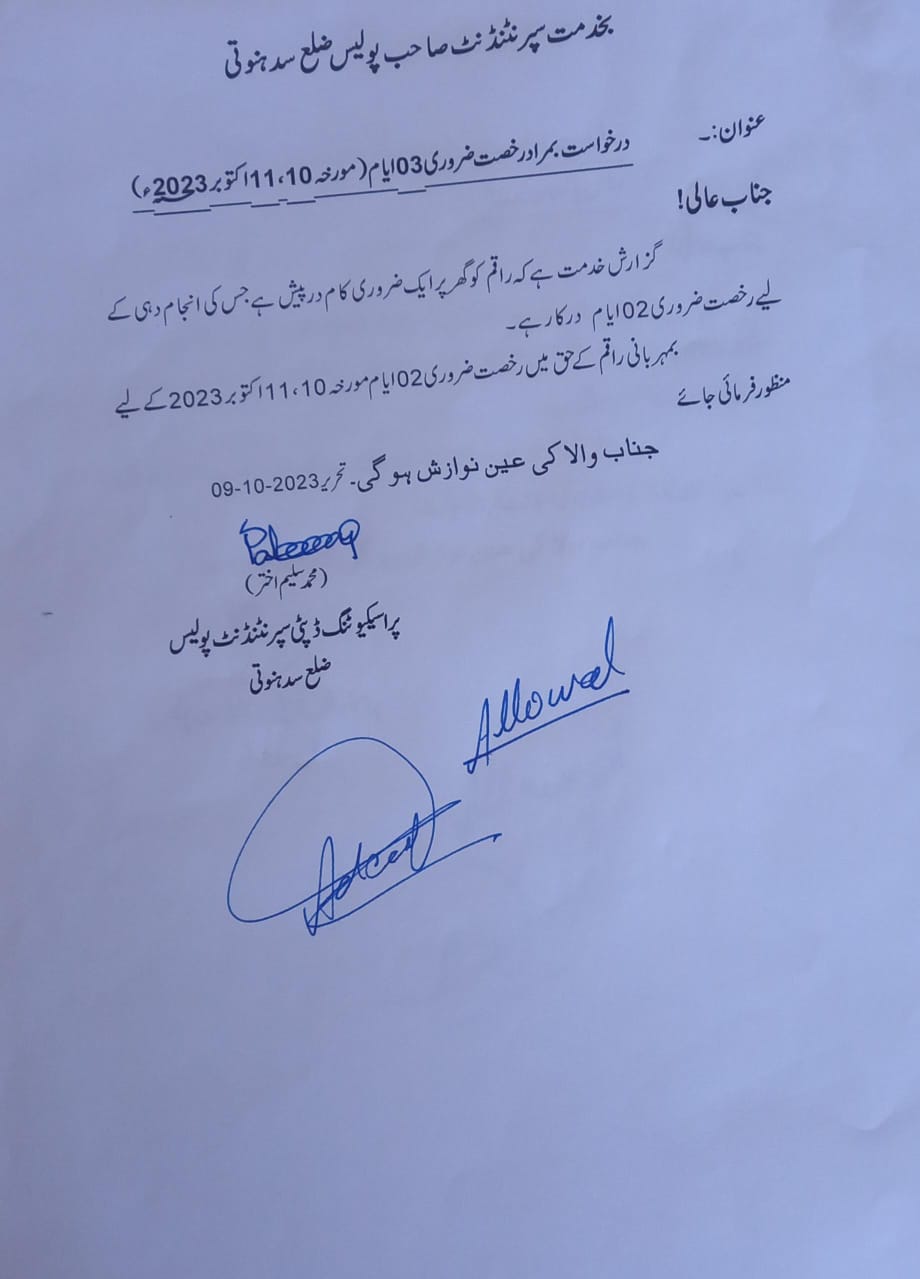 بخدمت سپرنٹنڈنٹ صاحب پولیس ضلع سدہنوتی
عنوان:۔ درخواست بمراد رخصت ضروری 03 ایام (مورخہ 10، 11 اکتوبر 2023ء)
جناب عالی!
گزارش خدمت ہے کہ راقم کو گھر پر ایک ضروری کام درپیش ہے جس کی انجام دہی کے
لیے رخصت ضروری 02 ایام درکار ہے۔
بمہربانی راقم کے حق میں رخصت ضروری 02 ایام مورخہ 10، 11 اکتوبر 2023 کے لیے
منظور فرمائی جائے
جناب والا کی عین نوازش ہو گی۔ تحریر 09-10-2023
(محمد سلیم اختر)
پراسیکیوٹنگ ڈپٹی سپرنٹنڈنٹ پولیس
ضلع سدہنوتی
Allowed